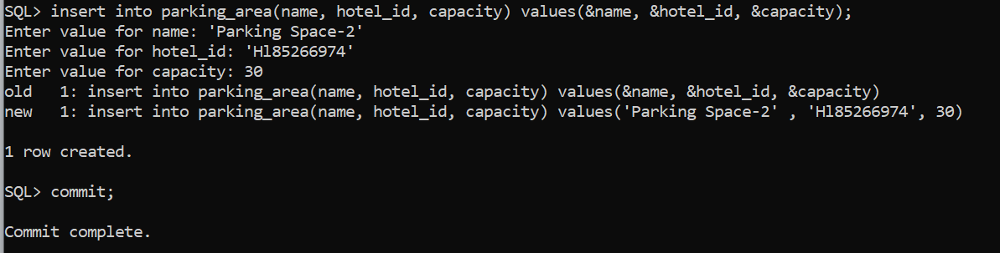 SQL> insert into parking_area(name, hotel_id, capacity) values(&name, &hotel_id, &capacity);
Enter value for name: 'Parking Space-2'
Enter value for hotel_id: 'Hl85266974'
Enter value for capacity: 30
old   1: insert into parking_area(name, hotel_id, capacity) values(&name, &hotel_id, &capacity)
new   1: insert into parking_area(name, hotel_id, capacity) values('Parking Space-2' , 'Hl85266974', 30)
1 row created.
SQL> commit;
Commit complete.